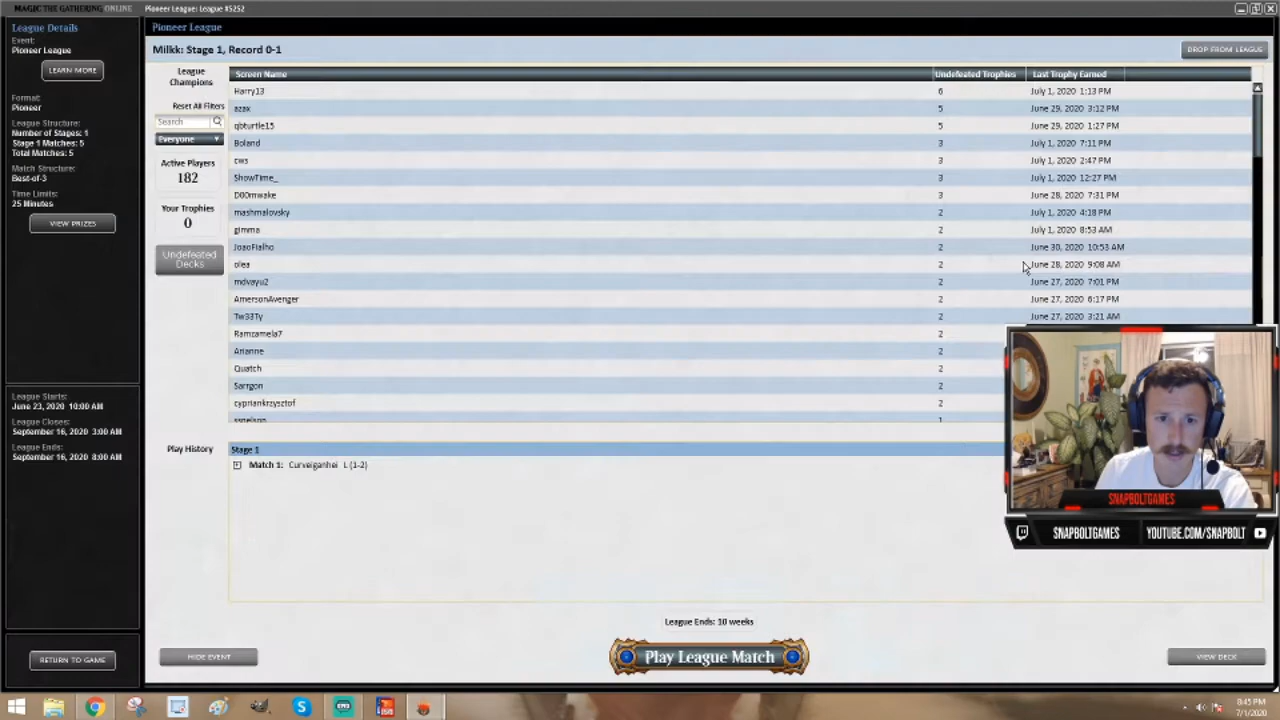 MAGIC THE GATHERING ONLINE
Pioneer League: League #5252
League Details
Event:
Pioneer League
LEARN MORE
Format:
Pioneer
League Structure:
Number of Stages: 1
Stage 1 Matches: 5
Total Matches: 5
Match Structure:
Best-of-3
Time Limits:
25 Minutes
VIEW PRIZES
League Starts:
June 23, 2020 10:00 AM
League Closes:
September 16, 2020 3:00 AM
League Ends:
September 16, 2020 8:00 AM
RETURN TO GAME
Pioneer League
Milkk: Stage 1, Record 0-1
DROP FROM LEAGUE
League
Champions
Reset All Filters
Search
Everyone
Active Players
182
Your Trophies
0
Undefeated
Decks
Screen Name Undefeated Trophies Last Trophy Earned
Harry13 6 July 1, 2020 1:13 PM
azax 5 June 29, 2020 3:12 PM
qbturtle15 5 June 29, 2020 1:27 PM
Boland 3 July 1, 2020 7:11 PM
cws 3 July 1, 2020 2:47 PM
ShowTime_ 3 July 1, 2020 12:27 PM
D00mwake 3 June 28, 2020 7:31 PM
mashmalovsky 2 July 1, 2020 4:18 PM
gimma 2 July 1, 2020 8:53 AM
JoaoFialho 2 June 30, 2020 10:53 AM
olea 2 June 28, 2020 9:08 AM
mdvayu2 2 June 27, 2020 7:01 PM
AmersonAvenger 2 June 27, 2020 6:17 PM
Tw33Ty 2 June 27, 2020 3:21 AM
Ramzamela7 2
Arianne 2
Quatch 2
Sarrgon 2
cypriankrzysztof 2
Play History
Stage 1
Match 1: Curveiganhei L (1-2)
SNAPBOLTGAMES
SNAPBOLTGAMES YOUTUBE.COM/SNAPBOLT
League Ends: 10 weeks
HIDE EVENT
Play League Match
VIEW DECK
8:45 PM
7/1/2020